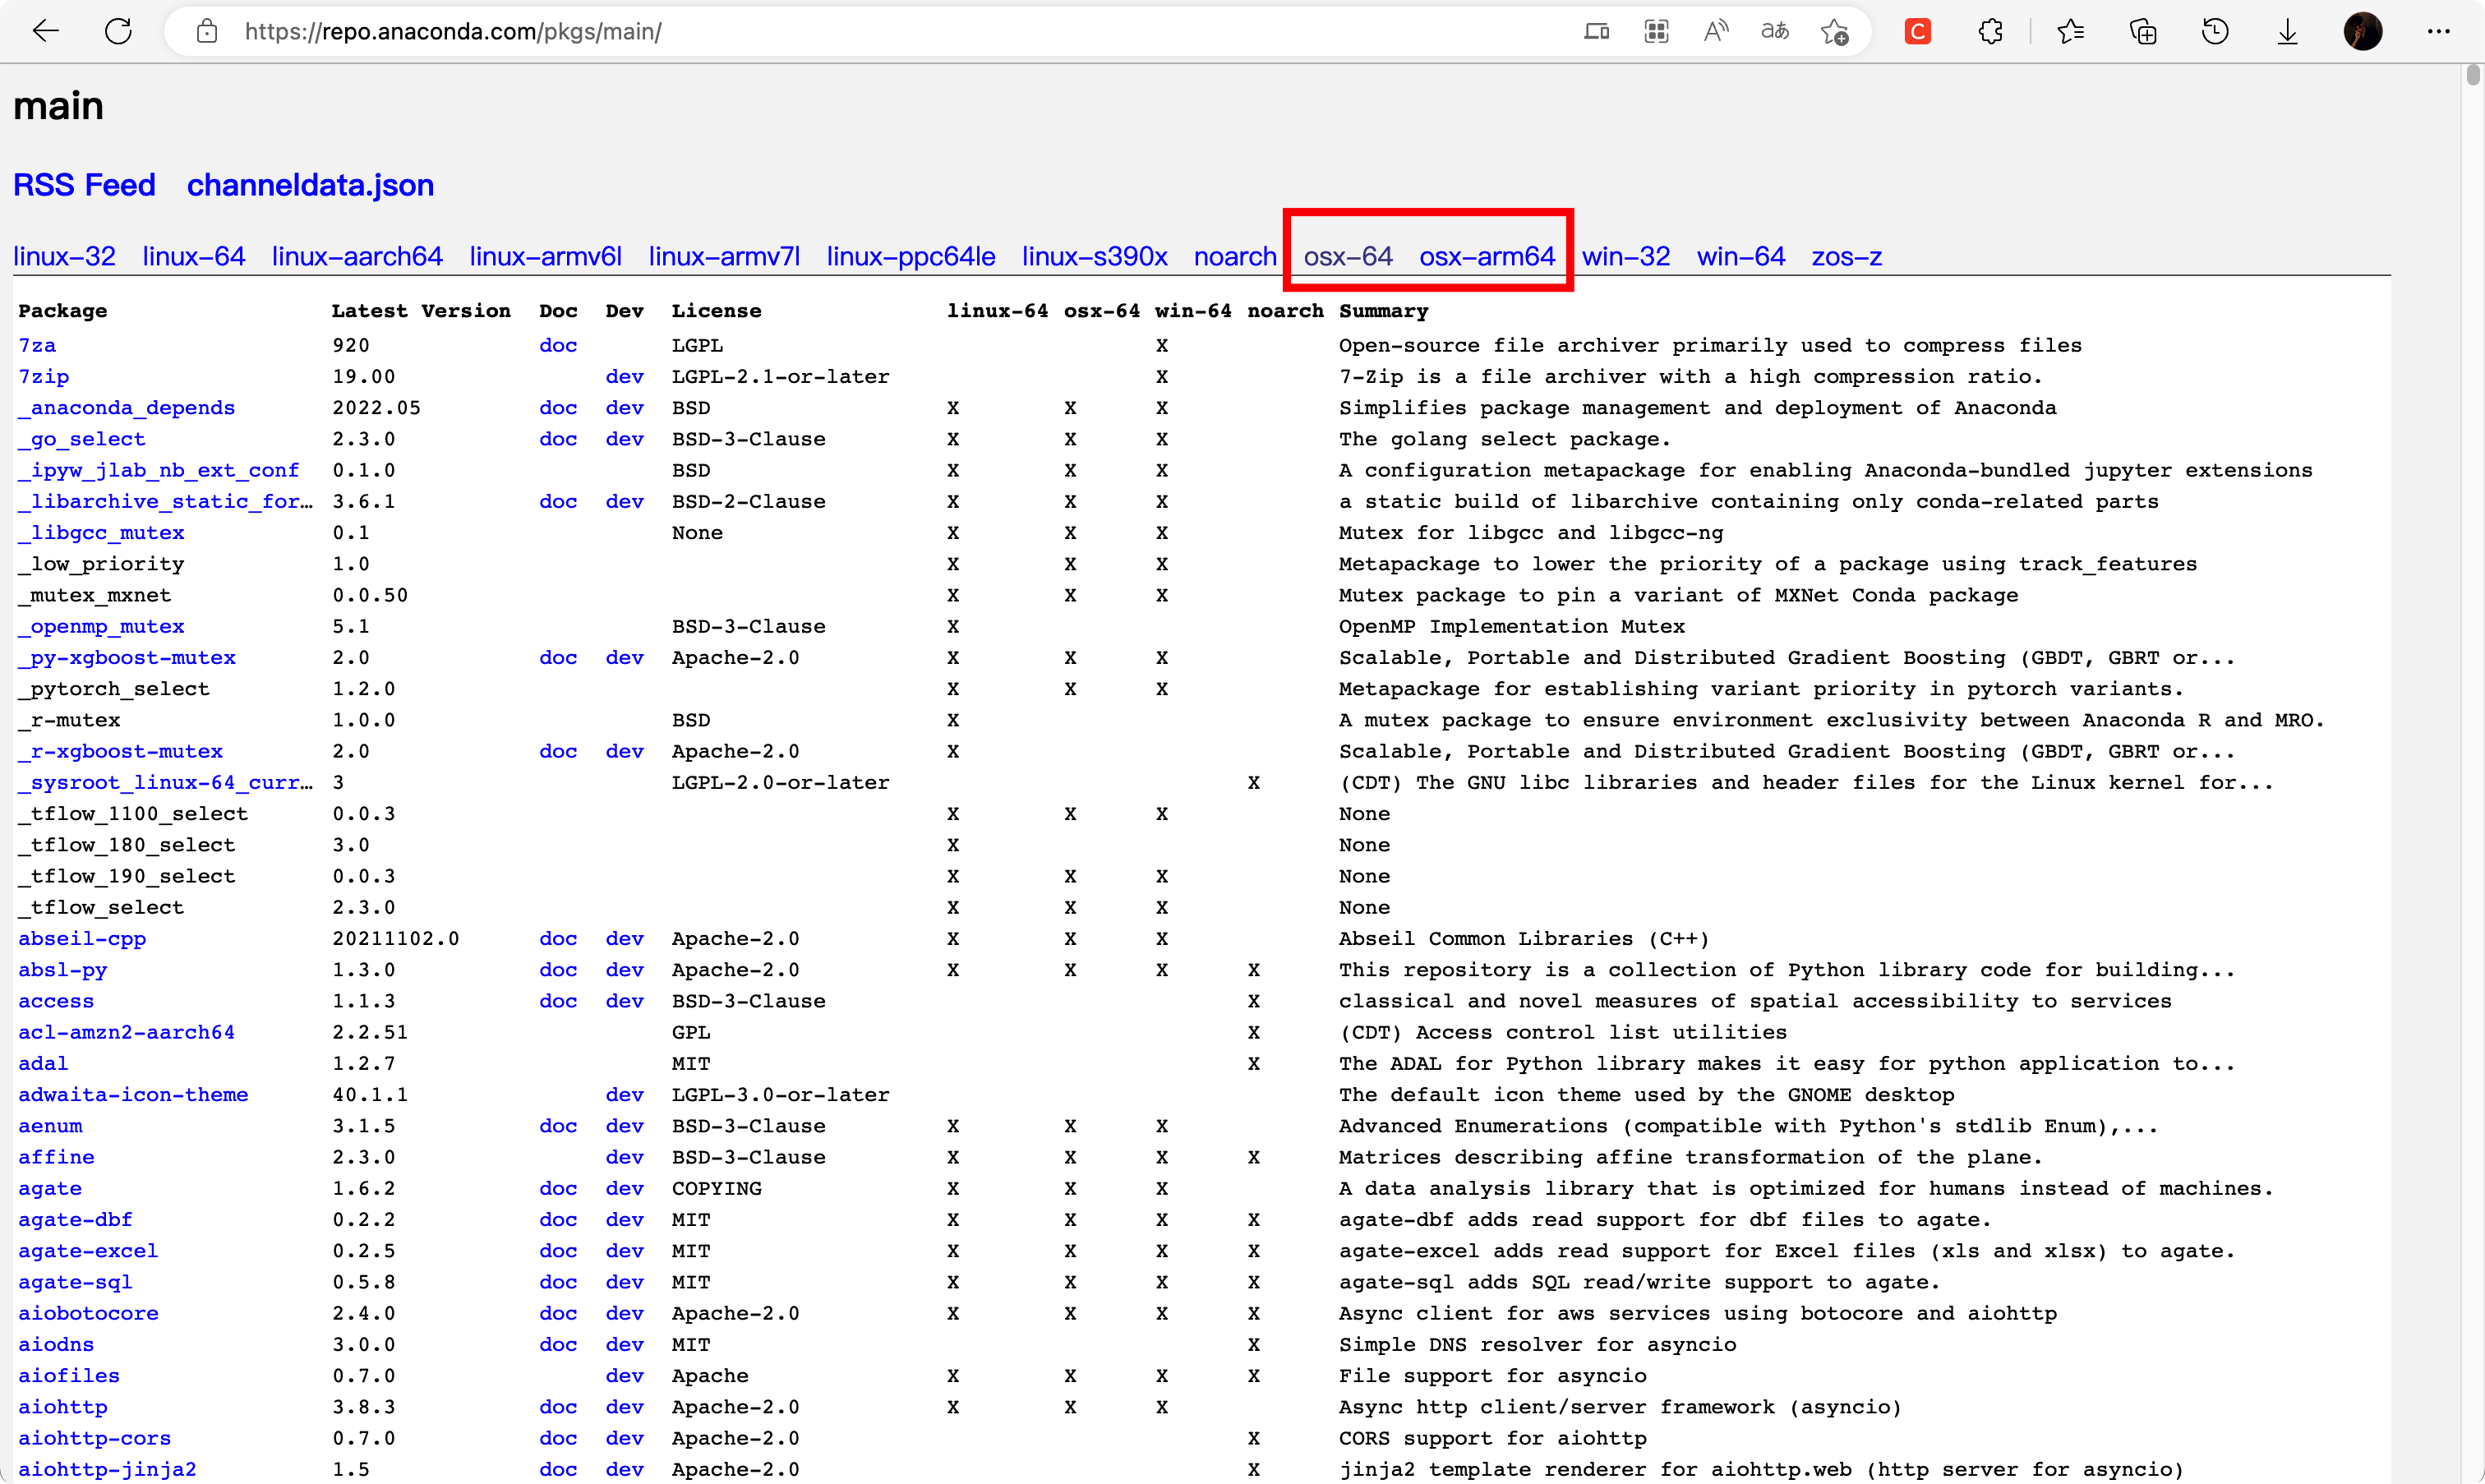 https://repo.anaconda.com/pkgs/main/
main
RSS Feed channeldata.json
linux-32 linux-64 linux-aarch64 linux-armv6l linux-armv7l linux-ppc64le linux-s390x noarch osx-64 osx-arm64 win-32 win-64 zos-z
Package Latest Version Doc Dev License linux-64 osx-64 win-64 noarch Summary
7za 920 doc LGPL X Open-source file archiver primarily used to compress files
7zip 19.00 dev LGPL-2.1-or-later X 7-Zip is a file archiver with a high compression ratio.
_anaconda_depends 2022.05 doc dev BSD X X X Simplifies package management and deployment of Anaconda
_go_select 2.3.0 doc dev BSD-3-Clause X X X The golang select package.
_ipyw_jlab_nb_ext_conf 0.1.0 BSD X X X A configuration metapackage for enabling Anaconda-bundled jupyter extensions
_libarchive_static_for… 3.6.1 doc dev BSD-2-Clause X X X a static build of libarchive containing only conda-related parts
_libgcc_mutex 0.1 None X X X Mutex for libgcc and libgcc-ng
_low_priority 1.0 X X X Metapackage to lower the priority of a package using track_features
_mutex_mxnet 0.0.50 X X X Mutex package to pin a variant of MXNet Conda package
_openmp_mutex 5.1 BSD-3-Clause X OpenMP Implementation Mutex
_py-xgboost-mutex 2.0 doc dev Apache-2.0 X X X Scalable, Portable and Distributed Gradient Boosting (GBDT, GBRT or...
_pytorch_select 1.2.0 X X X Metapackage for establishing variant priority in pytorch variants.
_r-mutex 1.0.0 BSD X A mutex package to ensure environment exclusivity between Anaconda R and MRO.
_r-xgboost-mutex 2.0 doc dev Apache-2.0 X Scalable, Portable and Distributed Gradient Boosting (GBDT, GBRT or...
_sysroot_linux-64_curr… 3 LGPL-2.0-or-later X (CDT) The GNU libc libraries and header files for the Linux kernel for...
_tflow_1100_select 0.0.3 X X X None
_tflow_180_select 3.0 X None
_tflow_190_select 0.0.3 X X X None
_tflow_select 2.3.0 X X X None
abseil-cpp 20211102.0 doc dev Apache-2.0 X X X Abseil Common Libraries (C++)
absl-py 1.3.0 doc dev Apache-2.0 X X X X This repository is a collection of Python library code for building...
access 1.1.3 doc dev BSD-3-Clause X classical and novel measures of spatial accessibility to services
acl-amzn2-aarch64 2.2.51 GPL X (CDT) Access control list utilities
adal 1.2.7 MIT X The ADAL for Python library makes it easy for python application to...
adwaita-icon-theme 40.1.1 dev LGPL-3.0-or-later The default icon theme used by the GNOME desktop
aenum 3.1.5 doc dev BSD-3-Clause X X X Advanced Enumerations (compatible with Python's stdlib Enum),...
affine 2.3.0 dev BSD-3-Clause X X X X Matrices describing affine transformation of the plane.
agate 1.6.2 doc dev COPYING X X X A data analysis library that is optimized for humans instead of machines.
agate-dbf 0.2.2 doc dev MIT X X X X agate-dbf adds read support for dbf files to agate.
agate-excel 0.2.5 doc dev MIT X X X X agate-excel adds read support for Excel files (xls and xlsx) to agate.
agate-sql 0.5.8 doc dev MIT X X X X agate-sql adds SQL read/write support to agate.
aiobotocore 2.4.0 doc dev Apache-2.0 X X X X Async client for aws services using botocore and aiohttp
aiodns 3.0.0 doc dev MIT X Simple DNS resolver for asyncio
aiofiles 0.7.0 dev Apache X X X X File support for asyncio
aiohttp 3.8.3 doc dev Apache-2.0 X X X Async http client/server framework (asyncio)
aiohttp-cors 0.7.0 doc dev Apache-2.0 X CORS support for aiohttp
aiohttp-jinja2 1.5 doc dev Apache-2.0 X jinja2 template renderer for aiohttp.web (http server for asyncio)